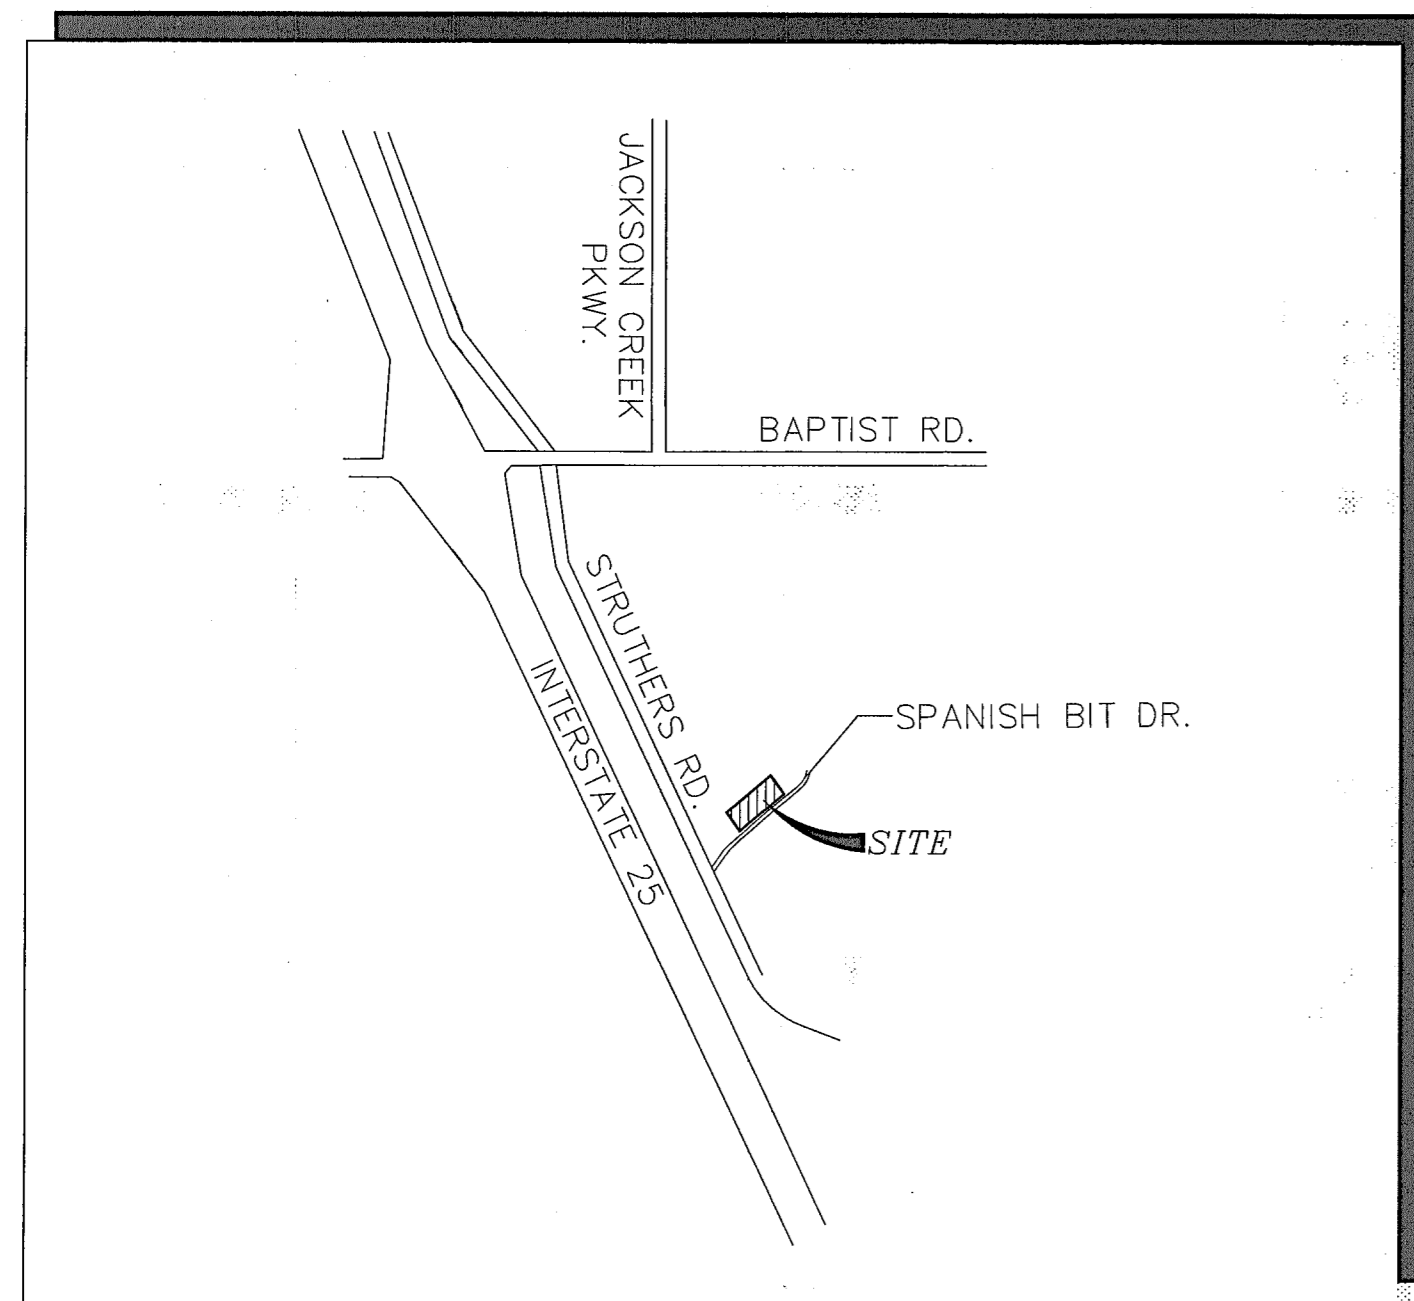 JACKSON CREEK
PKWY.
BAPTIST RD.
STRUTHERS RD.
INTERSTATE 25
SPANISH BIT DR.
SITE